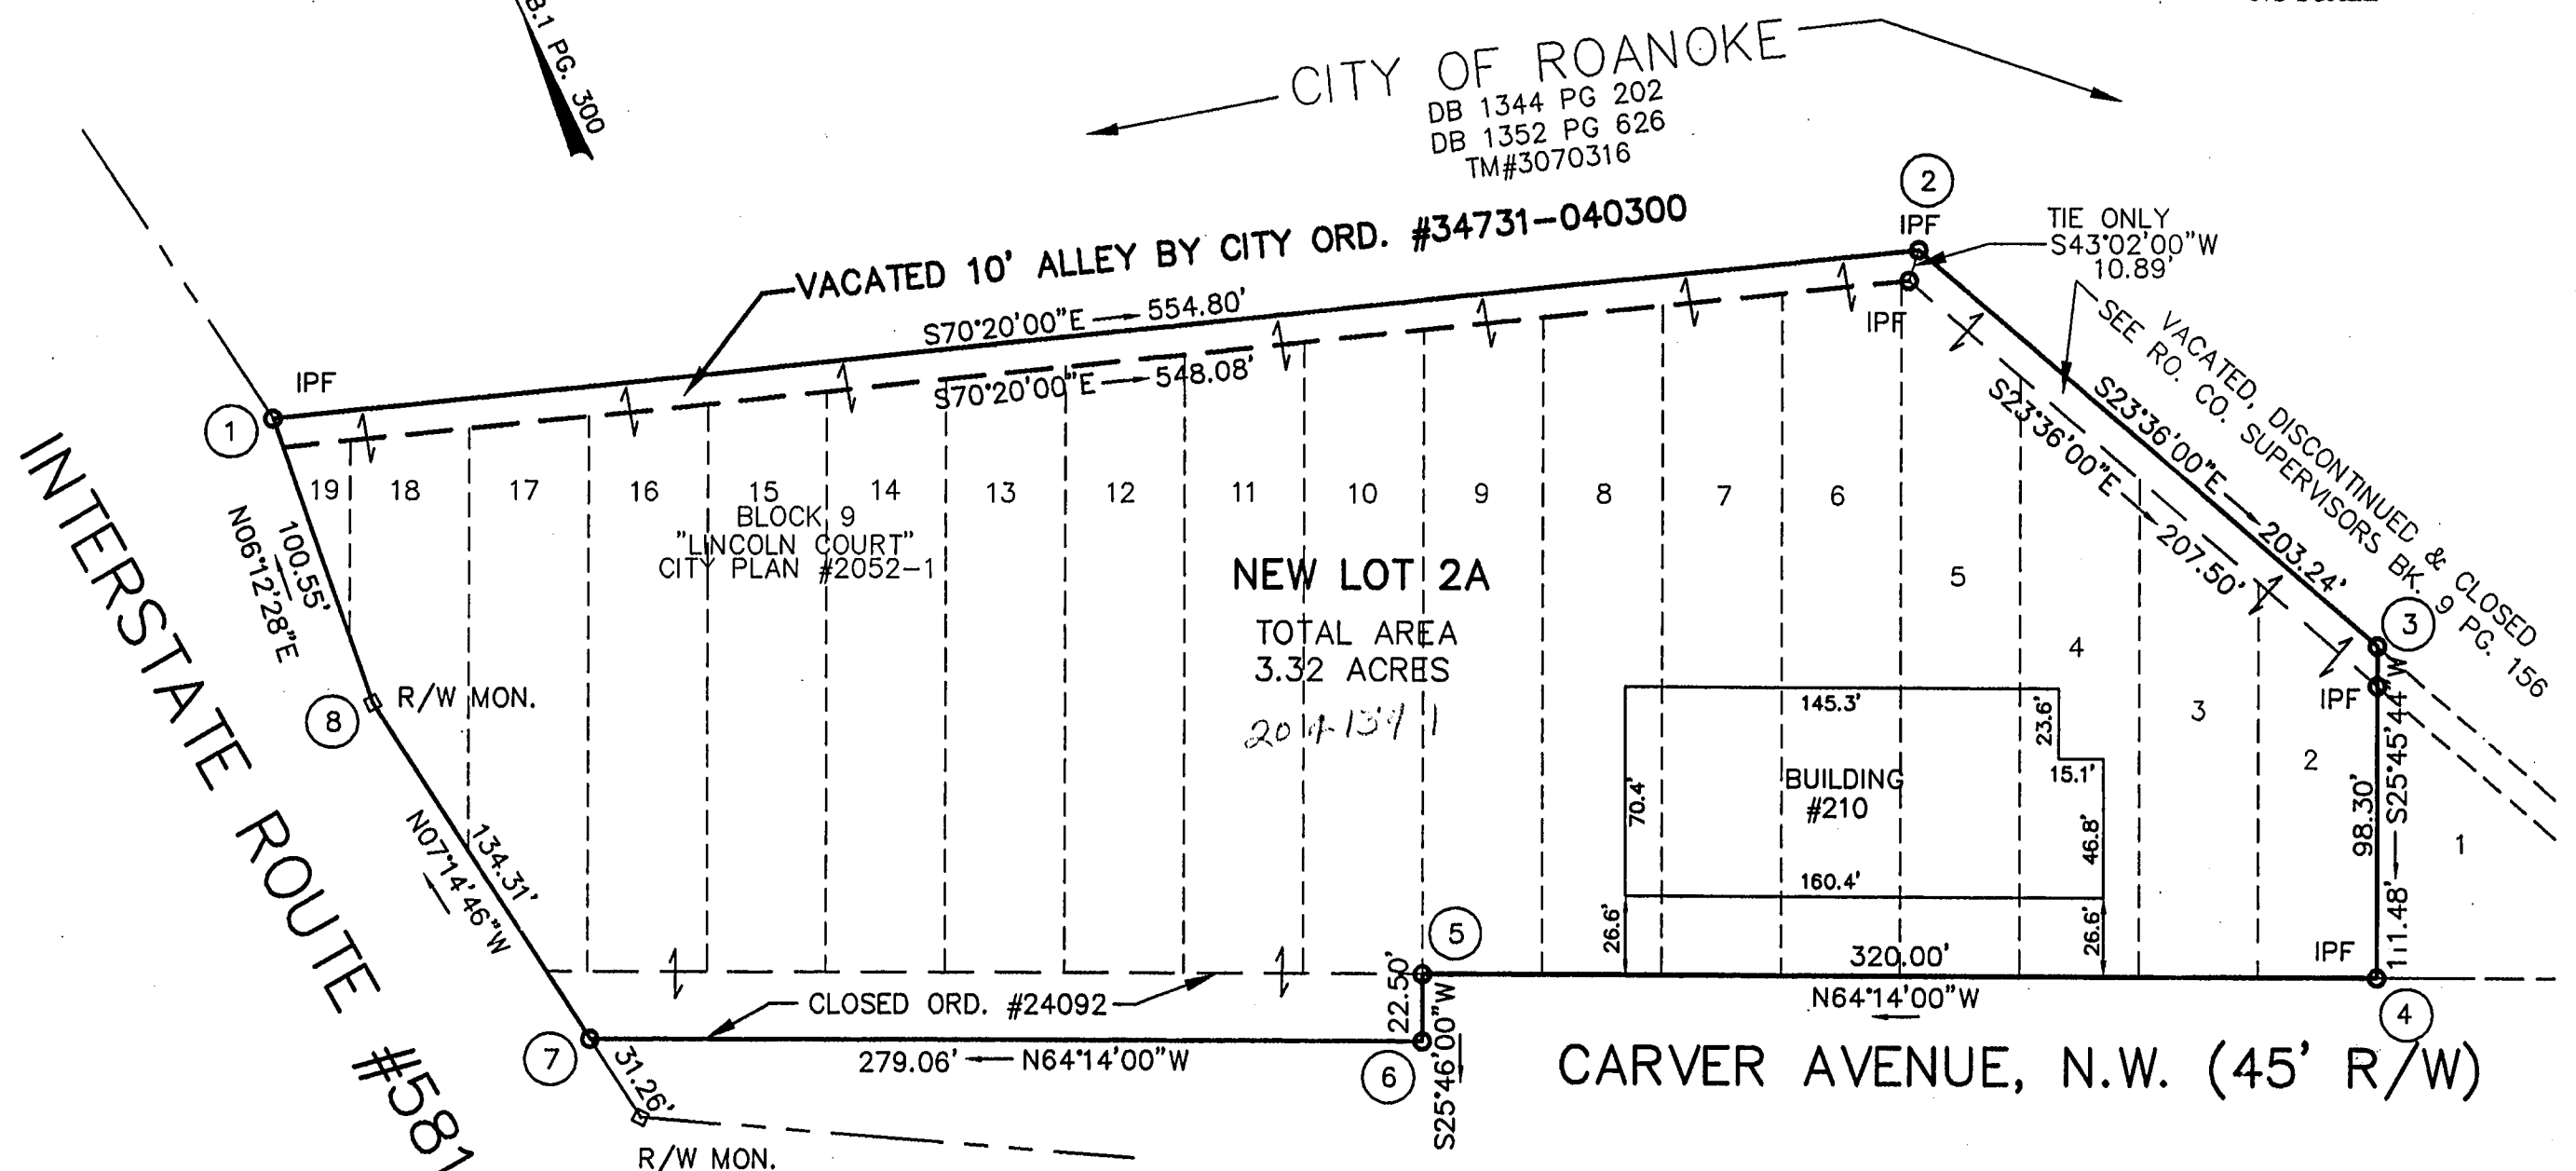 B.1 PG. 300
CITY OF ROANOKE
DB 1344 PG 202
DB 1352 PG 626
TM#3070316
2
IPF
TIE ONLY
S43°02'00"W
10.89'
VACATED 10' ALLEY BY CITY ORD. #34731-040300
S70°20'00"E 554.80'
S70°20'00"E 548.08'
IPF
VACATED, DISCONTINUED & CLOSED
SEE RO. CO. SUPERVISORS BK. 9 PG. 156
S23°36'00"E 203.24'
S23°36'00"E 207.50'
IPF
1
19
18
17
16
15
14
13
12
11
10
9
8
7
6
5
4
3
2
1
BLOCK 9
"LINCOLN COURT"
CITY PLAN #2052-1
NEW LOT 2A
TOTAL AREA
3.32 ACRES
100.55'
N06°12'28"E
INTERSTATE ROUTE #581
8
R/W MON.
134.31'
N07°14'46"W
3
IPF
S25°45'44"W
111.48'
98.30'
145.3'
23.6'
15.1'
BUILDING
#210
70.4'
46.8'
160.4'
26.6'
26.6'
5
320.00'
N64°14'00"W
IPF
4
CLOSED ORD. #24092
22.50'
S25°46'00"W
7
279.06' N64°14'00"W
6
31.26'
R/W MON.
CARVER AVENUE, N.W. (45' R/W)